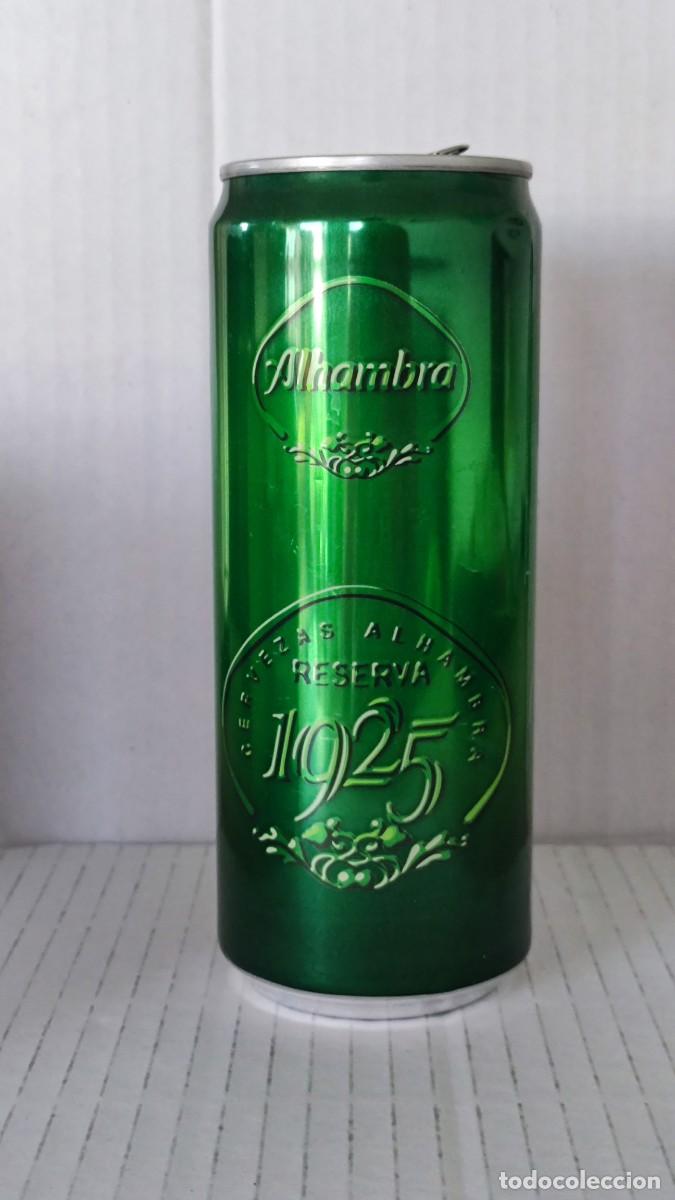 Alhambra
CERVEZAS ALHAMBRA
RESERVA
1925
todocoleccion